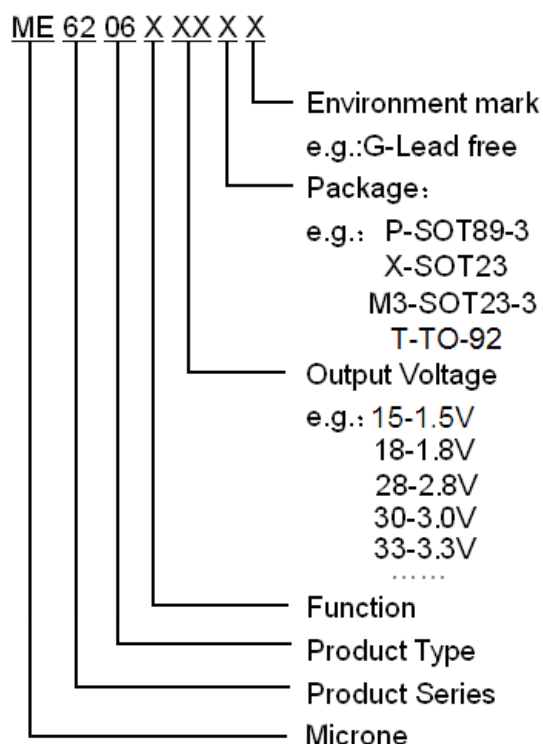 ME 62 06 X XX X X
Environment mark
e.g.:G-Lead free
Package：
e.g.： P-SOT89-3
X-SOT23
M3-SOT23-3
T-TO-92
Output Voltage
e.g.：15-1.5V
18-1.8V
28-2.8V
30-3.0V
33-3.3V
……
Function
Product Type
Product Series
Microne